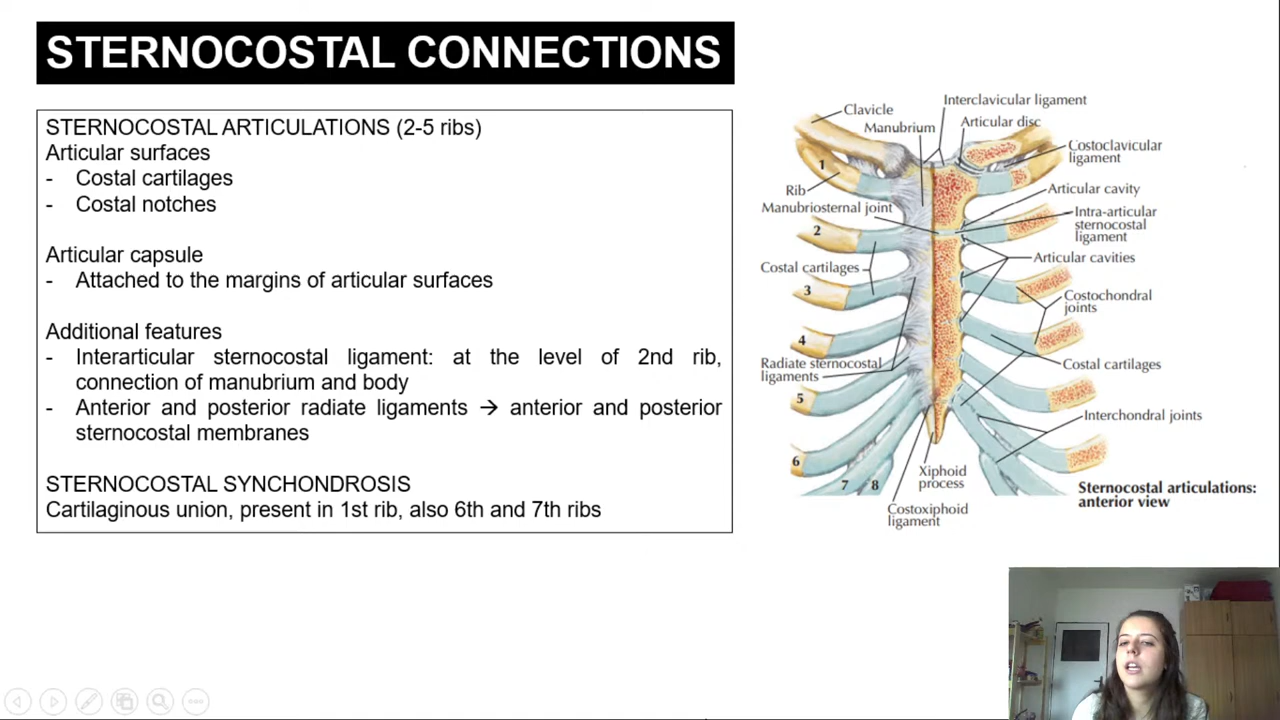 STERNOCOSTAL CONNECTIONS
STERNOCOSTAL ARTICULATIONS (2-5 ribs)
Articular surfaces
- Costal cartilages
- Costal notches
Articular capsule
- Attached to the margins of articular surfaces
Additional features
- Interarticular sternocostal ligament: at the level of 2nd rib,
connection of manubrium and body
- Anterior and posterior radiate ligaments → anterior and posterior
sternocostal membranes
STERNOCOSTAL SYNCHONDROSIS
Cartilaginous union, present in 1st rib, also 6th and 7th ribs
Interclavicular ligament
Clavicle
Articular disc
Manubrium
Costoclavicular
ligament
1
Rib
Articular cavity
Manubriosternal joint
Intra-articular
sternocostal
ligament
2
Articular cavities
Costal cartilages
3
Costochondral
joints
4
Radiate sternocostal
ligaments
Costal cartilages
5
Interchondral joints
6
7
8
Xiphoid
process
Costoxiphoid
ligament
Sternocostal articulations:
anterior view